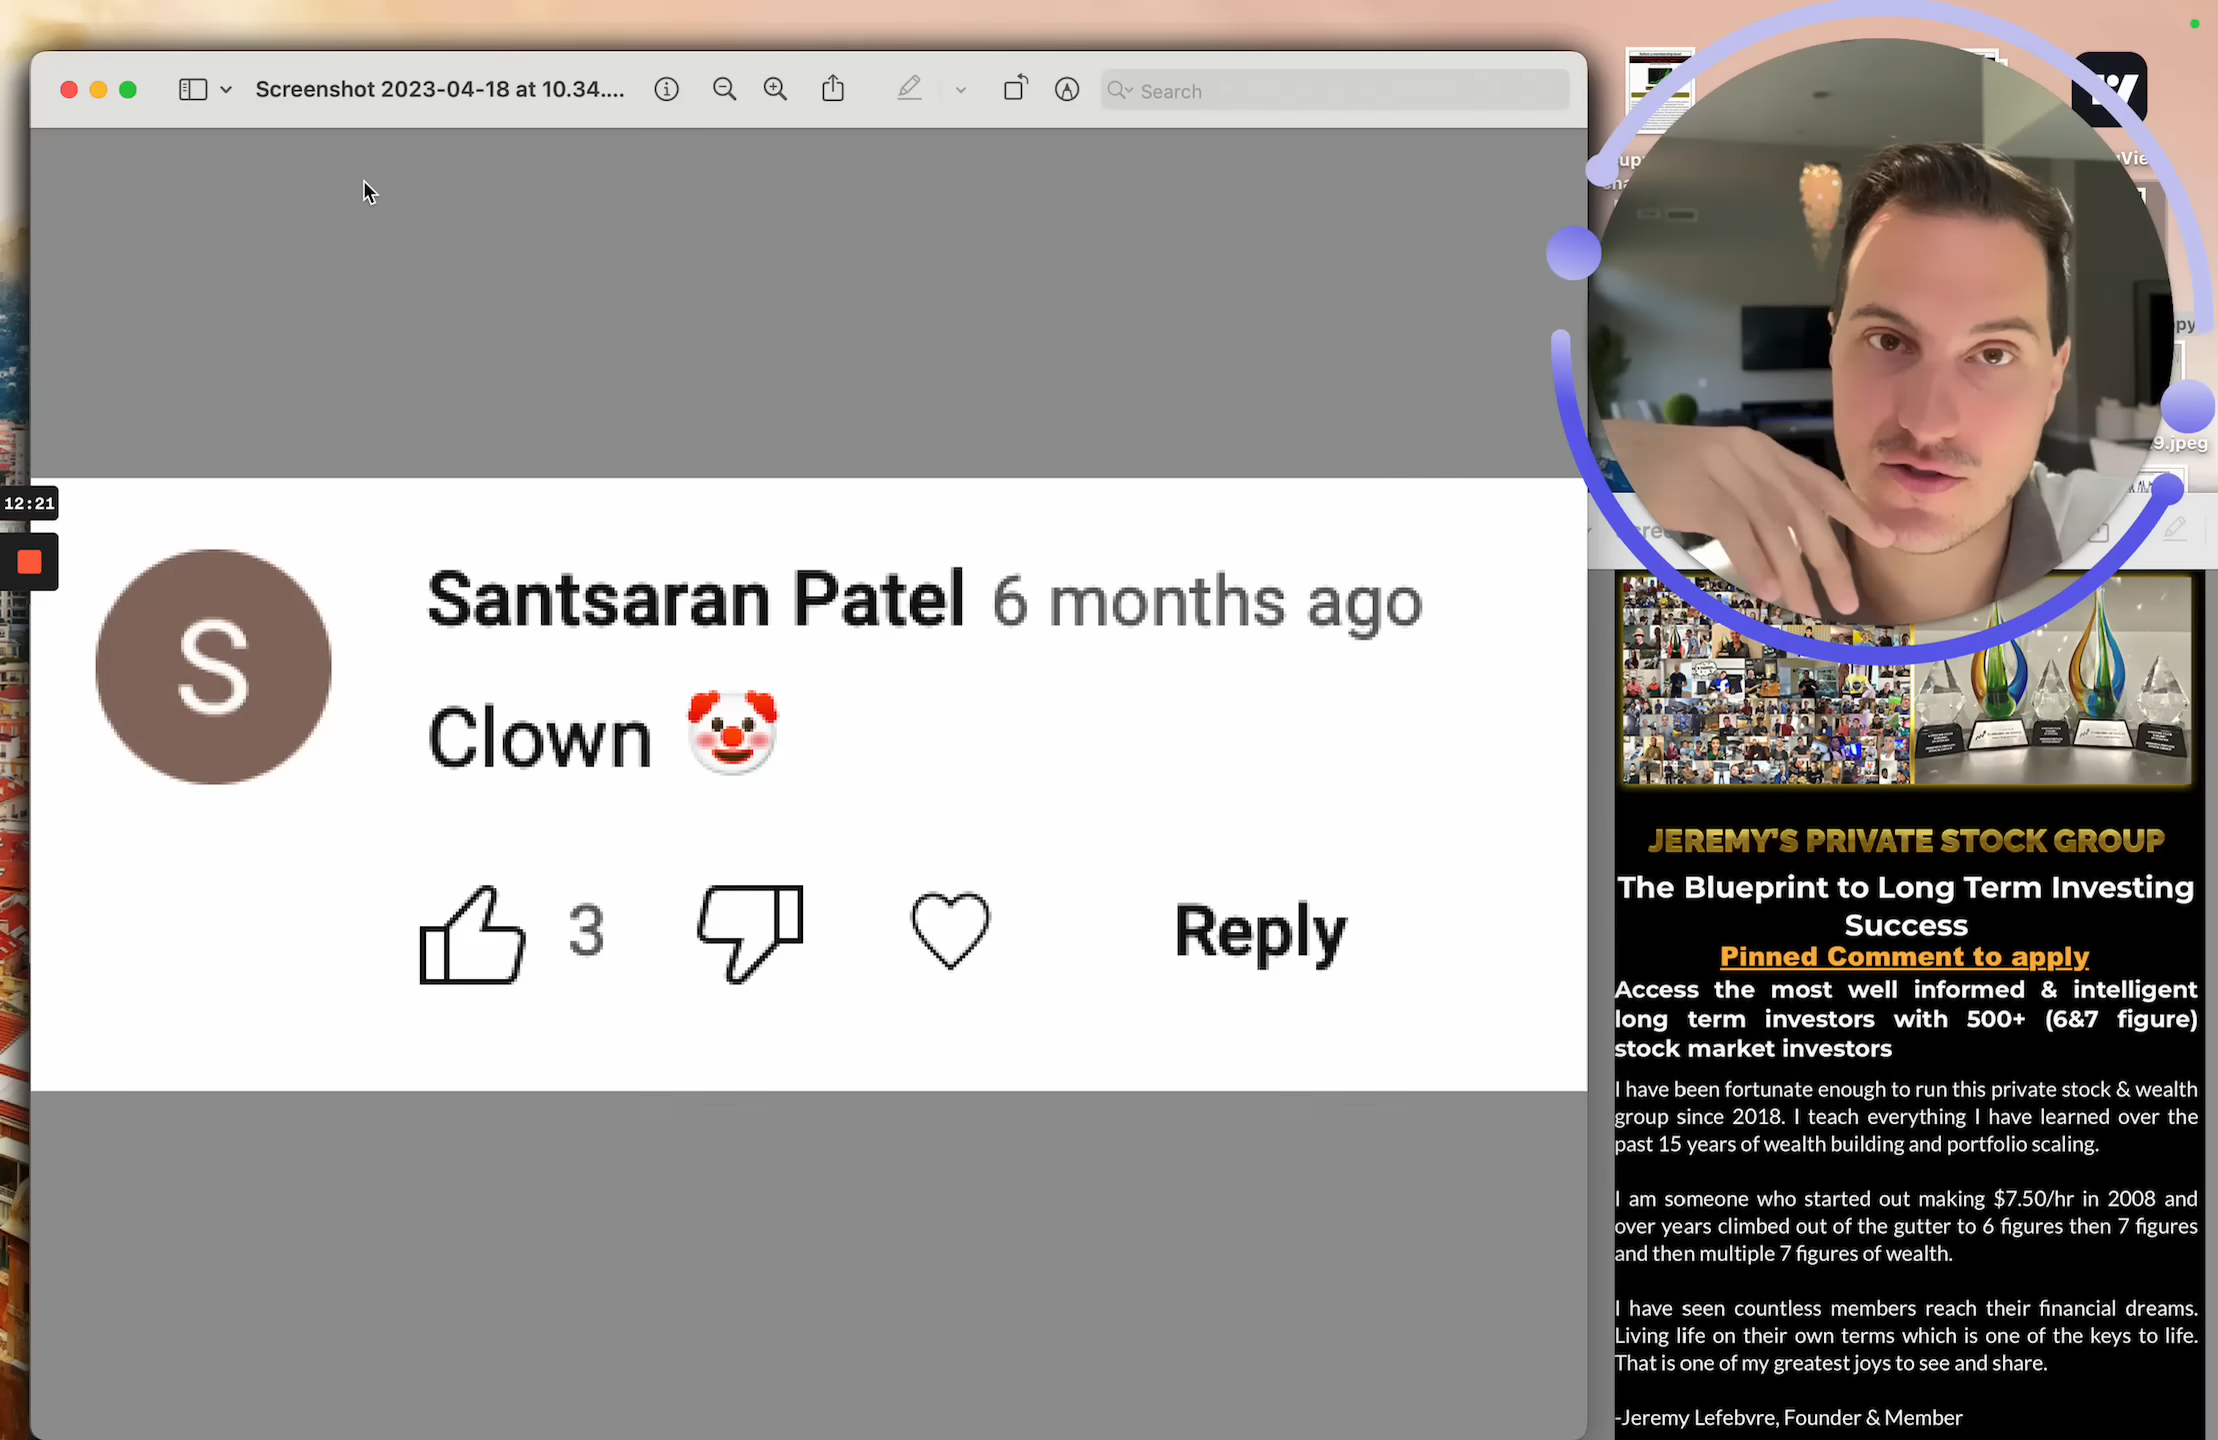 Screenshot 2023-04-18 at 10.34....
Search
12:21
S
Santsaran Patel 6 months ago
Clown 🤡
3
Reply
9.jpeg
JEREMY'S PRIVATE STOCK GROUP
The Blueprint to Long Term Investing
Success
Pinned Comment to apply
Access the most well informed & intelligent
long term investors with 500+ (6&7 figure)
stock market investors
I have been fortunate enough to run this private stock & wealth
group since 2018. I teach everything I have learned over the
past 15 years of wealth building and portfolio scaling.
I am someone who started out making $7.50/hr in 2008 and
over years climbed out of the gutter to 6 figures then 7 figures
and then multiple 7 figures of wealth.
I have seen countless members reach their financial dreams.
Living life on their own terms which is one of the keys to life.
That is one of my greatest joys to see and share.
-Jeremy Lefebvre, Founder & Member